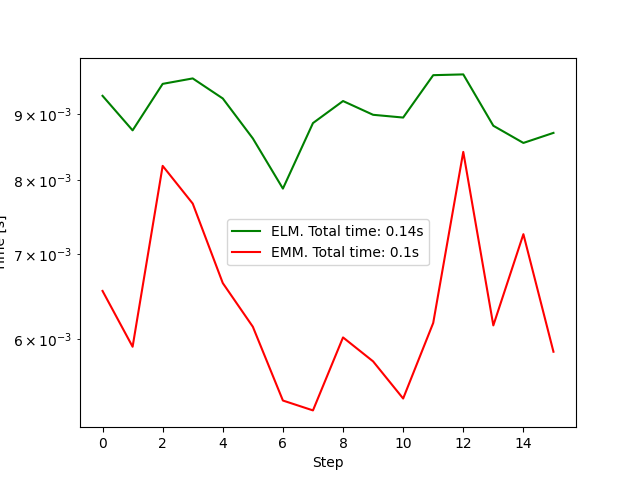 9 × 10⁻³
8 × 10⁻³
7 × 10⁻³
6 × 10⁻³
Time [s]
ELM. Total time: 0.14s
EMM. Total time: 0.1s
0 2 4 6 8 10 12 14
Step